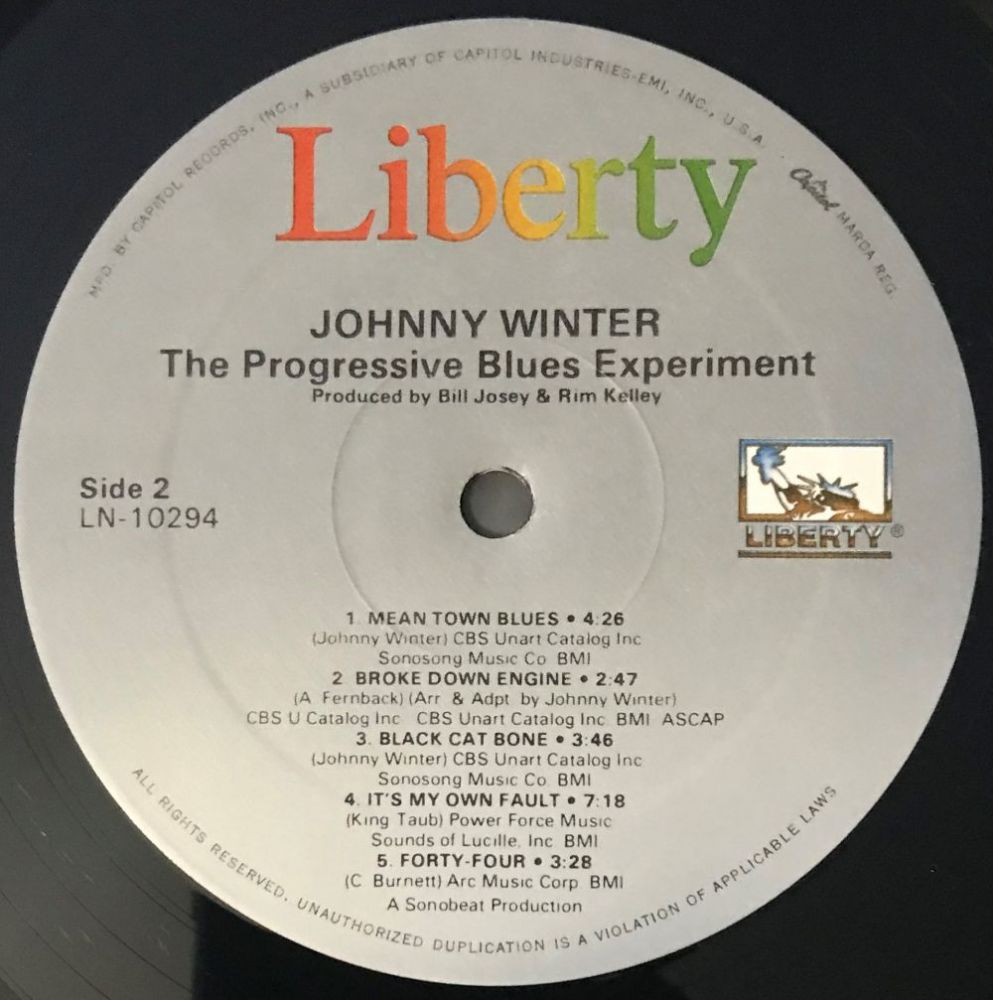 MFD. BY CAPITOL RECORDS, INC., A SUBSIDIARY OF CAPITOL INDUSTRIES-EMI, INC., U.S.A.
Capitol MARCA REG.
Liberty
JOHNNY WINTER
The Progressive Blues Experiment
Produced by Bill Josey & Rim Kelley
Side 2
LN-10294
LIBERTY®
1. MEAN TOWN BLUES • 4:26
(Johnny Winter) CBS Unart Catalog Inc
Sonosong Music Co. BMI
2. BROKE DOWN ENGINE • 2:47
(A. Fernback) (Arr. & Adpt. by Johnny Winter)
CBS U Catalog Inc. CBS Unart Catalog Inc. BMI ASCAP
3. BLACK CAT BONE • 3:46
(Johnny Winter) CBS Unart Catalog Inc
Sonosong Music Co. BMI
4. IT'S MY OWN FAULT • 7:18
(King Taub) Power Force Music
Sounds of Lucille, Inc. BMI
5. FORTY-FOUR • 3:28
(C. Burnett) Arc Music Corp. BMI
A Sonobeat Production
ALL RIGHTS RESERVED. UNAUTHORIZED DUPLICATION IS A VIOLATION OF APPLICABLE LAWS